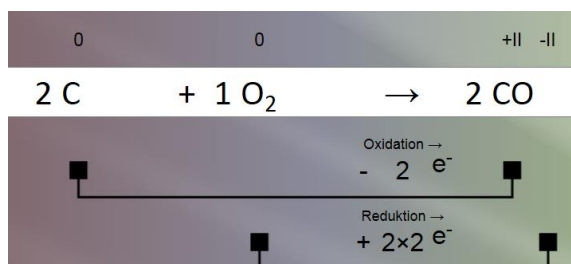 0 0 +II -II
2 C + 1 O₂ → 2 CO
Oxidation →
- 2 e⁻
Reduktion →
+ 2×2 e⁻